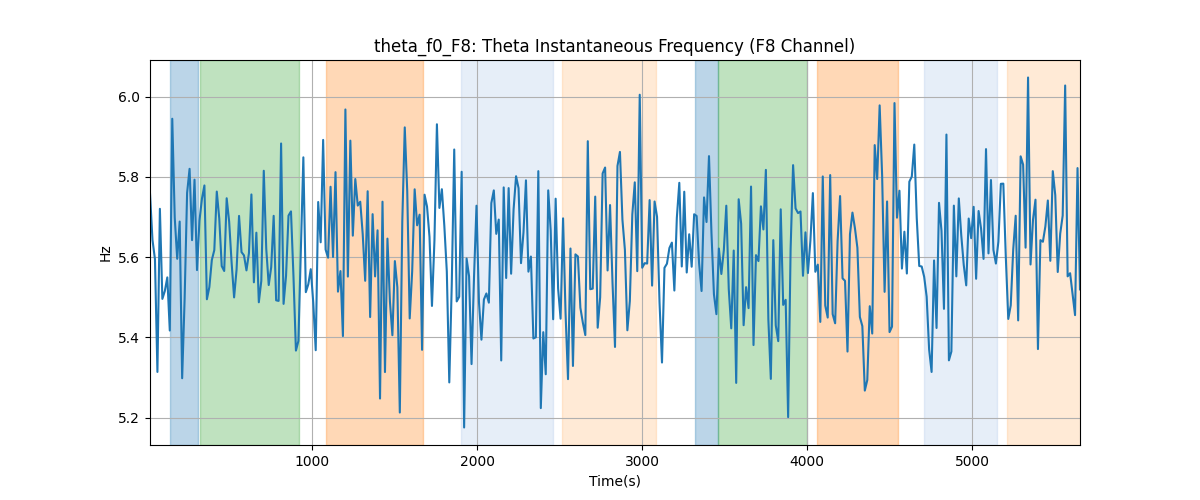 theta_f0_F8: Theta Instantaneous Frequency (F8 Channel)
6.0
5.8
5.6
5.4
5.2
Hz
1000 2000 3000 4000 5000
Time(s)